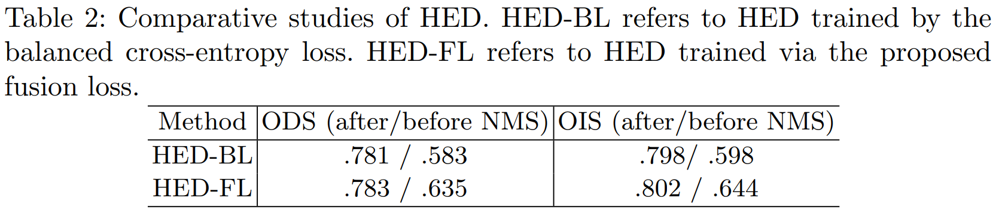 Table 2: Comparative studies of HED. HED-BL refers to HED trained by the
balanced cross-entropy loss. HED-FL refers to HED trained via the proposed
fusion loss.
Method ODS (after/before NMS) OIS (after/before NMS)
HED-BL .781 / .583 .798/ .598
HED-FL .783 / .635 .802 / .644